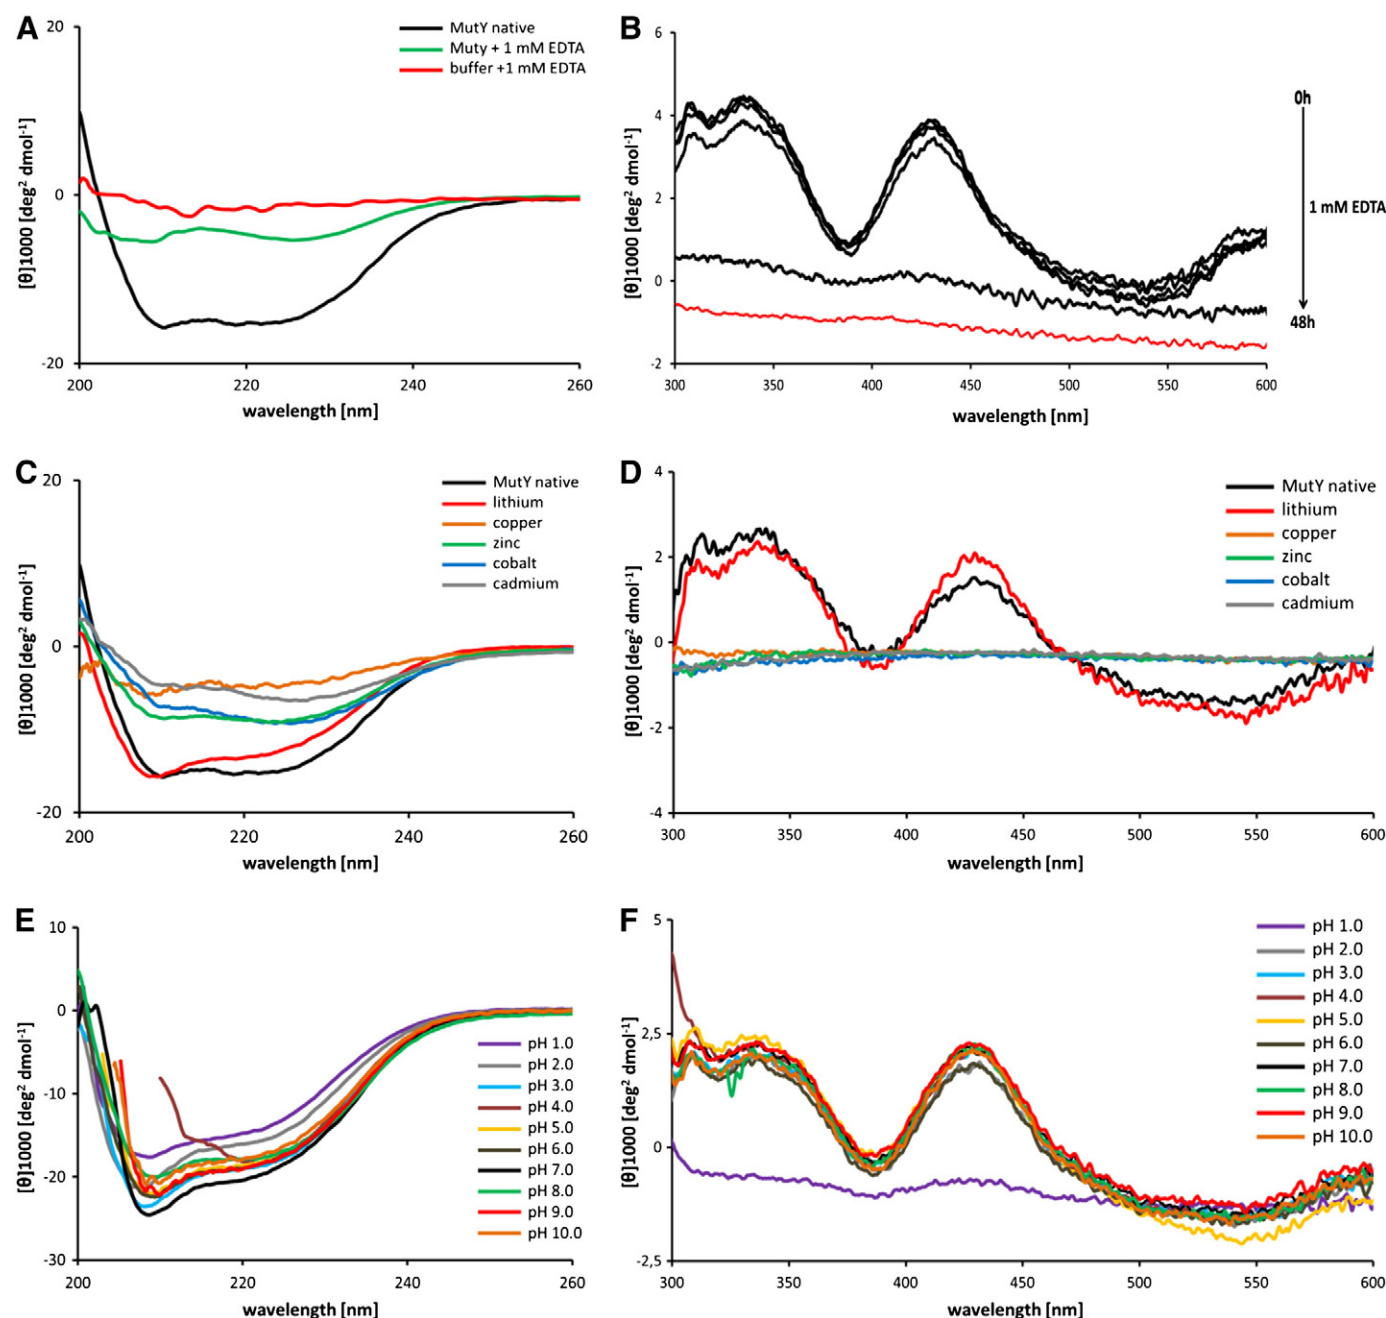 A
20
0
-20
[θ]1000 [deg² dmol⁻¹]
200
220
240
260
wavelength [nm]
MutY native
Muty + 1 mM EDTA
buffer +1 mM EDTA
B
6
4
2
0
-2
[θ]1000 [deg² dmol⁻¹]
300
350
400
450
500
550
600
wavelength [nm]
0h
1 mM EDTA
48h
C
20
0
-20
[θ]1000 [deg² dmol⁻¹]
200
220
240
260
wavelength [nm]
MutY native
lithium
copper
zinc
cobalt
cadmium
D
4
2
0
-2
-4
[θ]1000 [deg² dmol⁻¹]
300
350
400
450
500
550
600
wavelength [nm]
MutY native
lithium
copper
zinc
cobalt
cadmium
E
10
0
-10
-20
-30
[θ]1000 [deg² dmol⁻¹]
200
220
240
260
wavelength [nm]
pH 1.0
pH 2.0
pH 3.0
pH 4.0
pH 5.0
pH 6.0
pH 7.0
pH 8.0
pH 9.0
pH 10.0
F
5
2,5
0
-2,5
[θ]1000 [deg² dmol⁻¹]
300
350
400
450
500
550
600
wavelength [nm]
pH 1.0
pH 2.0
pH 3.0
pH 4.0
pH 5.0
pH 6.0
pH 7.0
pH 8.0
pH 9.0
pH 10.0